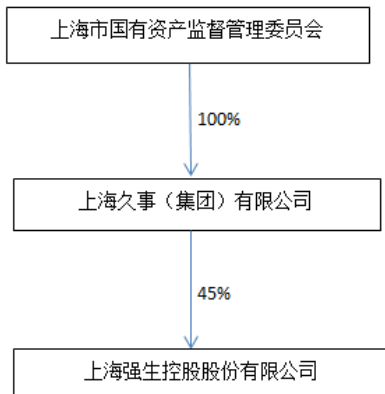 上海市国有资产监督管理委员会
100%
上海久事（集团）有限公司
45%
上海强生控股股份有限公司